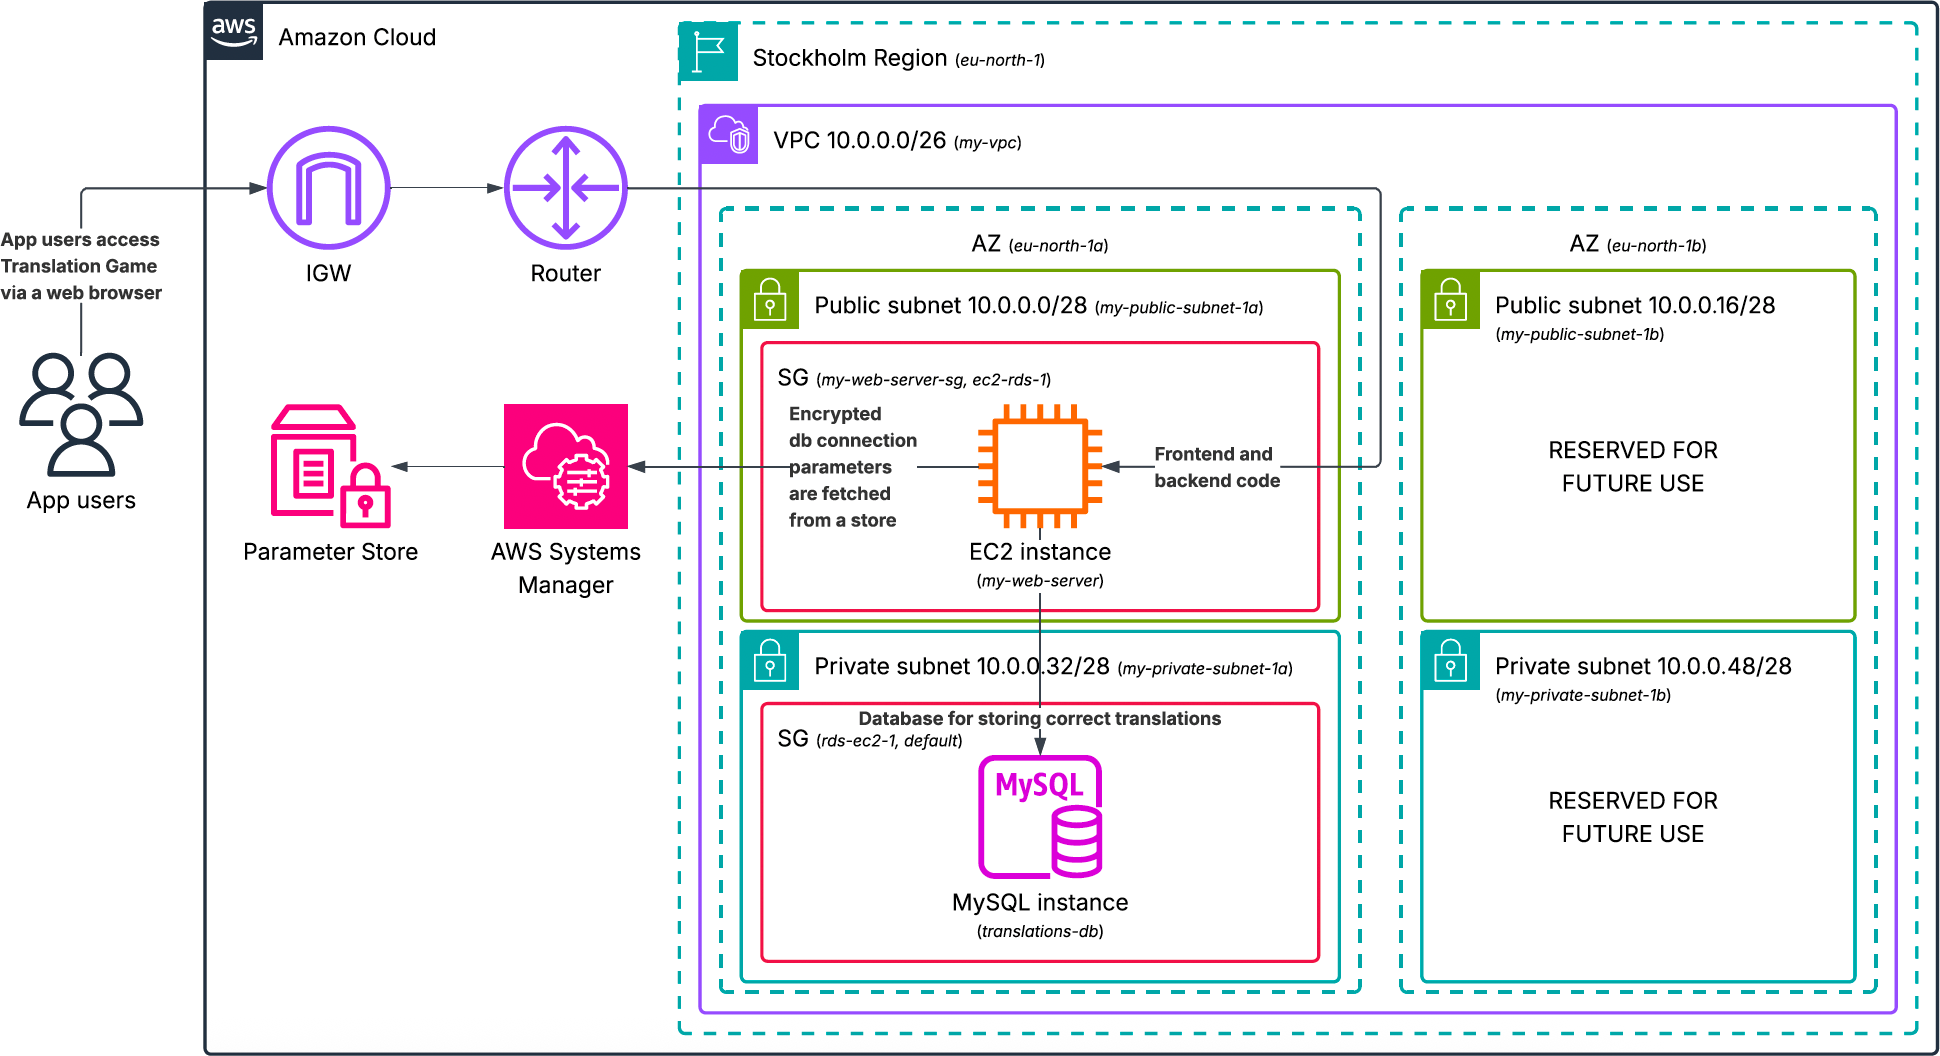 aws
Amazon Cloud
Stockholm Region (eu-north-1)
VPC 10.0.0.0/26 (my-vpc)
App users access
Translation Game
via a web browser
App users
IGW
Router
Parameter Store
AWS Systems
Manager
AZ (eu-north-1a)
Public subnet 10.0.0.0/28 (my-public-subnet-1a)
SG (my-web-server-sg, ec2-rds-1)
Encrypted
db connection
parameters
are fetched
from a store
Frontend and
backend code
EC2 instance
(my-web-server)
Private subnet 10.0.0.32/28 (my-private-subnet-1a)
Database for storing correct translations
SG (rds-ec2-1, default)
MySQL
MySQL instance
(translations-db)
AZ (eu-north-1b)
Public subnet 10.0.0.16/28
(my-public-subnet-1b)
RESERVED FOR
FUTURE USE
Private subnet 10.0.0.48/28
(my-private-subnet-1b)
RESERVED FOR
FUTURE USE